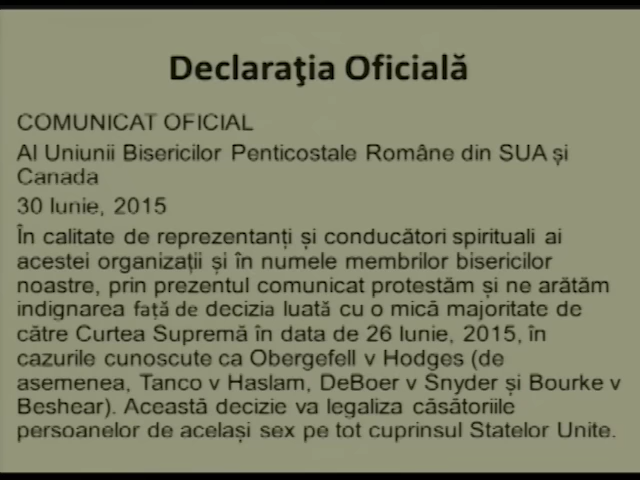 Declaraţia Oficială
COMUNICAT OFICIAL
Al Uniunii Bisericilor Penticostale Române din SUA și
Canada
30 Iunie, 2015
În calitate de reprezentanți și conducători spirituali ai
acestei organizații și în numele membrilor bisericilor
noastre, prin prezentul comunicat protestăm și ne arătăm
indignarea față de decizia luată cu o mică majoritate de
către Curtea Supremă în data de 26 Iunie, 2015, în
cazurile cunoscute ca Obergefell v Hodges (de
asemenea, Tanco v Haslam, DeBoer v Snyder și Bourke v
Beshear). Această decizie va legaliza căsătoriile
persoanelor de același sex pe tot cuprinsul Statelor Unite.